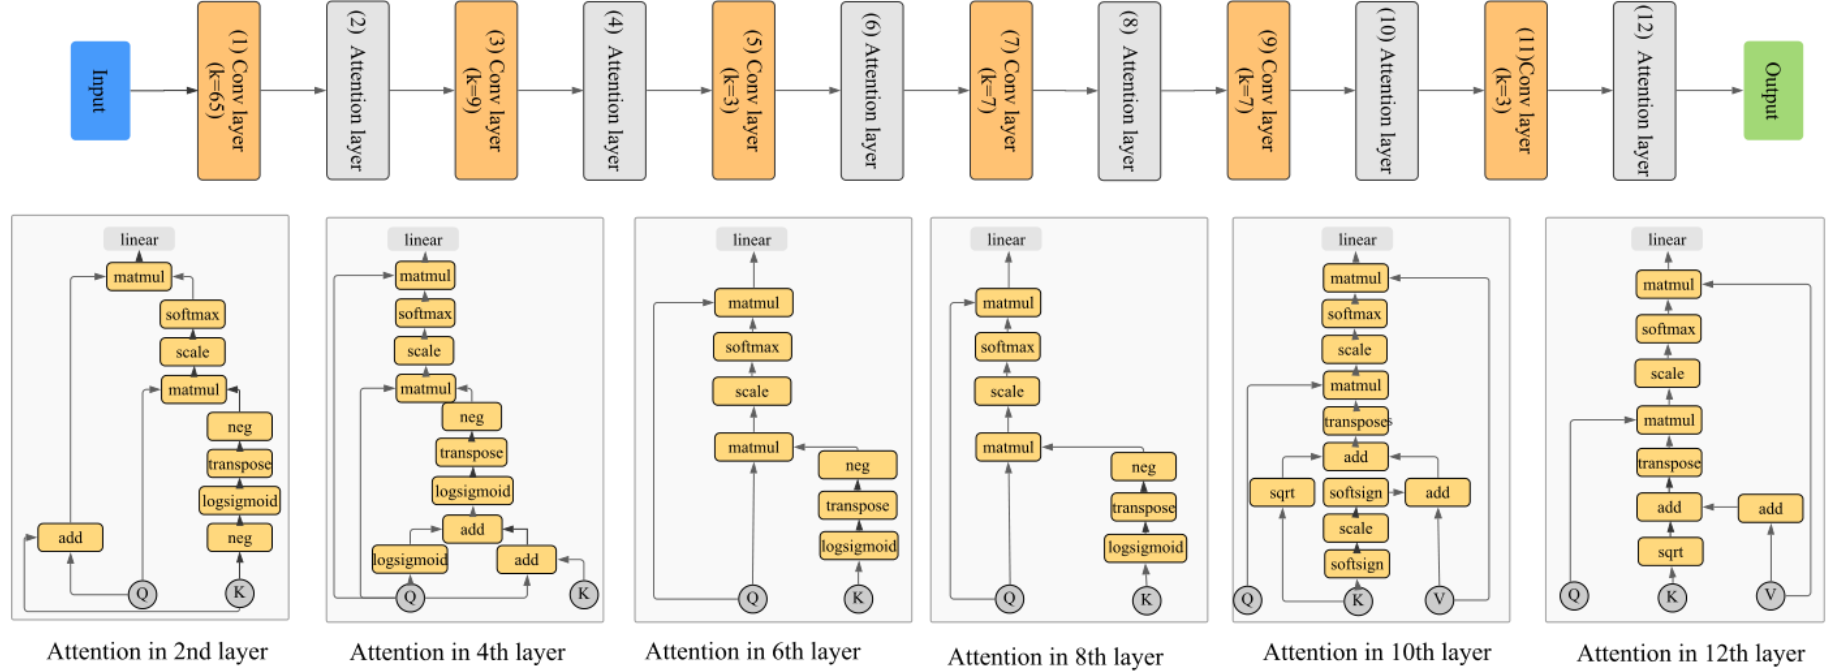 Input
(1) Conv layer
(k=65)
(2) Attention layer
(3) Conv layer
(k=9)
(4) Attention layer
(5) Conv layer
(k=3)
(6) Attention layer
(7) Conv layer
(k=7)
(8) Attention layer
(9) Conv layer
(k=7)
(10) Attention layer
(11)Conv layer
(k=3)
(12) Attention layer
Output
linear
matmul
softmax
scale
matmul
neg
transpose
logsigmoid
add
neg
Q
K
Attention in 2nd layer
linear
matmul
softmax
scale
matmul
neg
transpose
logsigmoid
add
logsigmoid
add
Q
K
Attention in 4th layer
linear
matmul
softmax
scale
matmul
neg
transpose
logsigmoid
Q
K
Attention in 6th layer
linear
matmul
softmax
scale
matmul
neg
transpose
logsigmoid
Q
K
Attention in 8th layer
linear
matmul
softmax
scale
matmul
transposes
add
sqrt
softsign
add
scale
softsign
Q
K
V
Attention in 10th layer
linear
matmul
softmax
scale
matmul
transpose
add
add
sqrt
Q
K
V
Attention in 12th layer